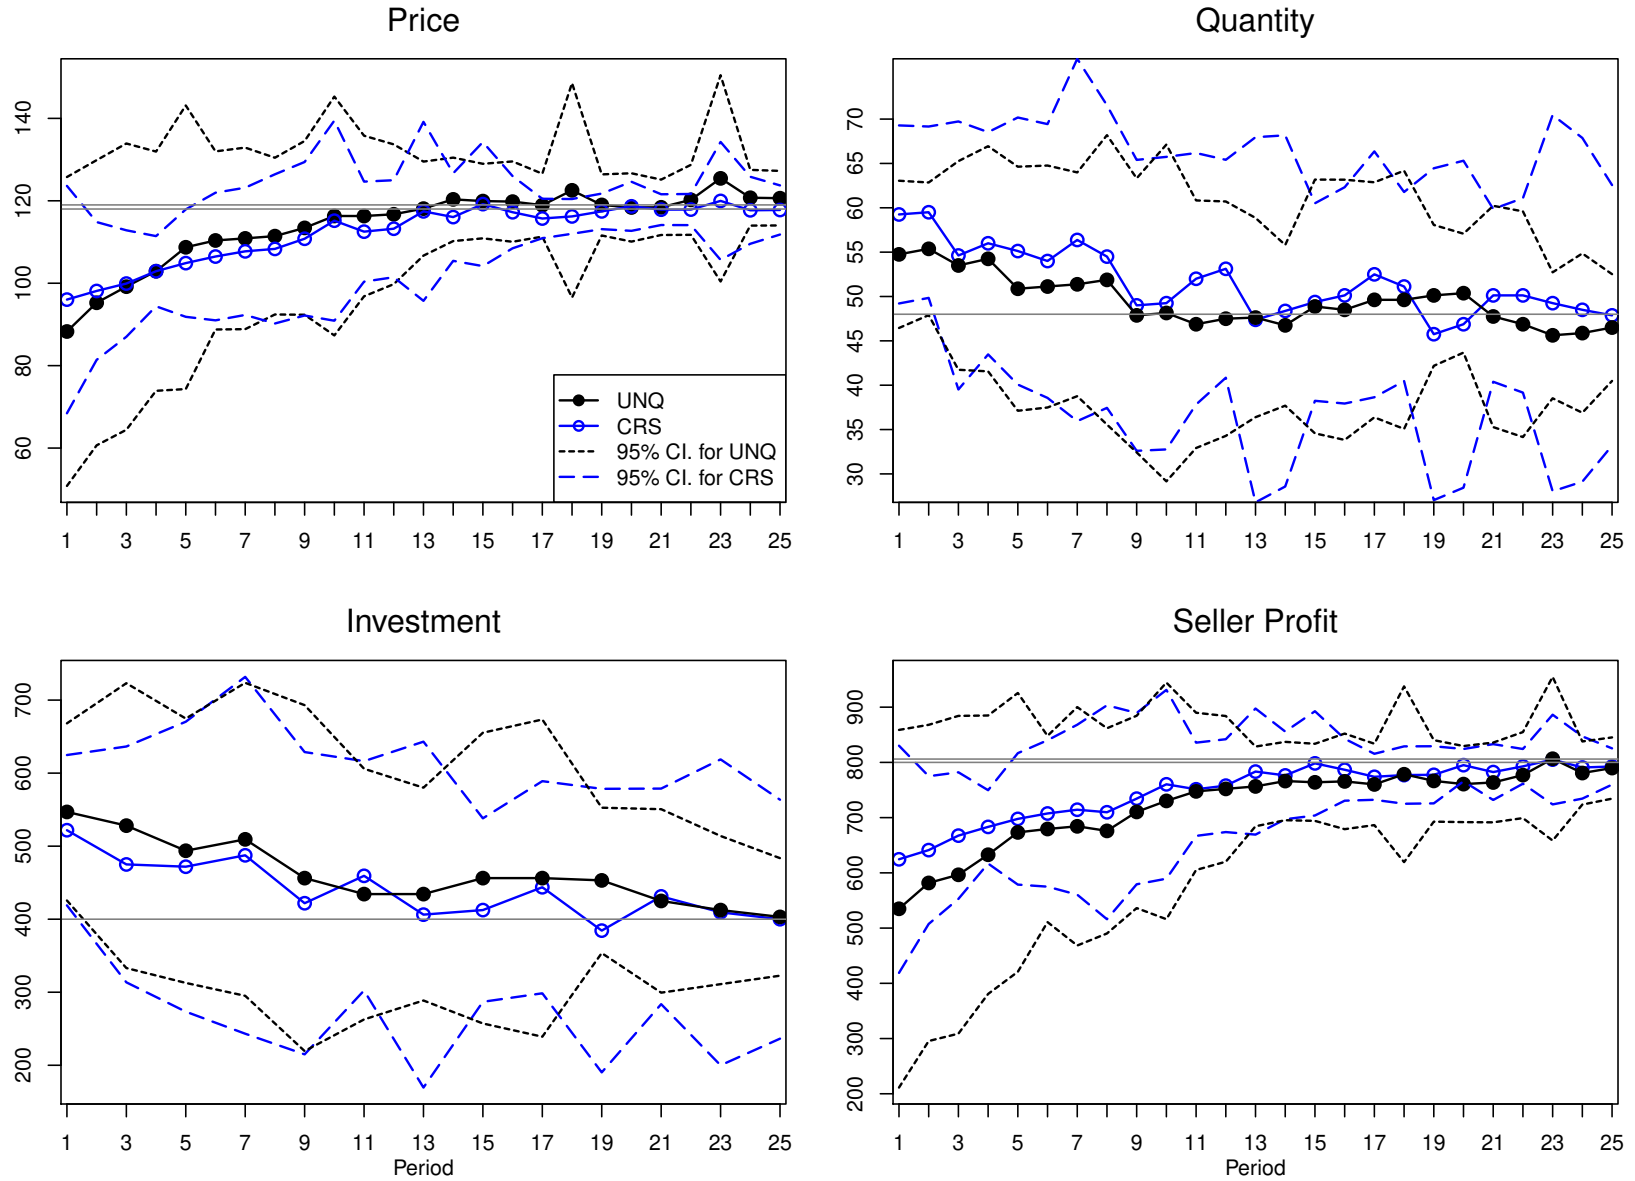 Price
140
120
100
80
60
UNQ
CRS
95% CI. for UNQ
95% CI. for CRS
1 3 5 7 9 11 13 15 17 19 21 23 25
Quantity
70
65
60
55
50
45
40
35
30
1 3 5 7 9 11 13 15 17 19 21 23 25
Investment
700
600
500
400
300
200
1 3 5 7 9 11 13 15 17 19 21 23 25
Period
Seller Profit
900
800
700
600
500
400
300
200
1 3 5 7 9 11 13 15 17 19 21 23 25
Period